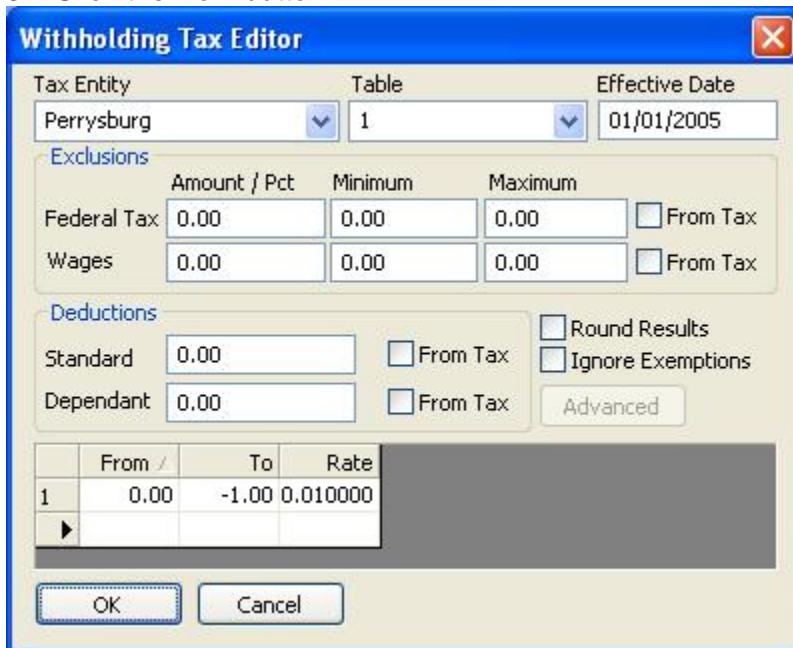 Withholding Tax Editor
Tax Entity Table Effective Date
Perrysburg 1 01/01/2005
Exclusions
Amount / Pct Minimum Maximum
Federal Tax 0.00 0.00 0.00 From Tax
Wages 0.00 0.00 0.00 From Tax
Deductions
Standard 0.00 From Tax Round Results
Ignore Exemptions
Dependant 0.00 From Tax Advanced
From To Rate
1 0.00 -1.00 0.010000
OK Cancel